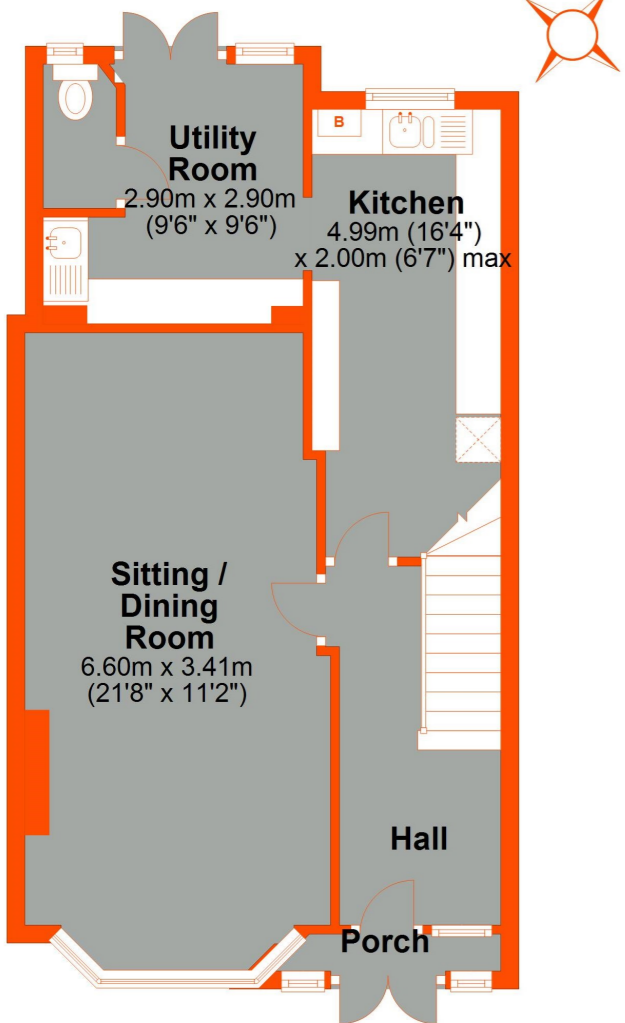 Utility
Room
2.90m x 2.90m
(9'6" x 9'6")
B
Kitchen
4.99m (16'4")
x 2.00m (6'7") max
Sitting /
Dining
Room
6.60m x 3.41m
(21'8" x 11'2")
Hall
Porch